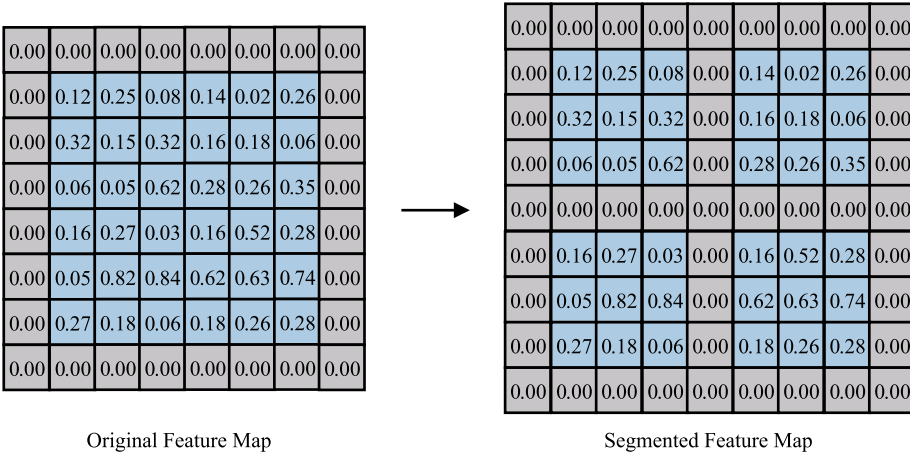 0.00 0.00 0.00 0.00 0.00 0.00 0.00 0.00
0.00 0.12 0.25 0.08 0.14 0.02 0.26 0.00
0.00 0.32 0.15 0.32 0.16 0.18 0.06 0.00
0.00 0.06 0.05 0.62 0.28 0.26 0.35 0.00
0.00 0.16 0.27 0.03 0.16 0.52 0.28 0.00
0.00 0.05 0.82 0.84 0.62 0.63 0.74 0.00
0.00 0.27 0.18 0.06 0.18 0.26 0.28 0.00
0.00 0.00 0.00 0.00 0.00 0.00 0.00 0.00
Original Feature Map
0.00 0.00 0.00 0.00 0.00 0.00 0.00 0.00 0.00
0.00 0.12 0.25 0.08 0.00 0.14 0.02 0.26 0.00
0.00 0.32 0.15 0.32 0.00 0.16 0.18 0.06 0.00
0.00 0.06 0.05 0.62 0.00 0.28 0.26 0.35 0.00
0.00 0.00 0.00 0.00 0.00 0.00 0.00 0.00 0.00
0.00 0.16 0.27 0.03 0.00 0.16 0.52 0.28 0.00
0.00 0.05 0.82 0.84 0.00 0.62 0.63 0.74 0.00
0.00 0.27 0.18 0.06 0.00 0.18 0.26 0.28 0.00
0.00 0.00 0.00 0.00 0.00 0.00 0.00 0.00 0.00
Segmented Feature Map